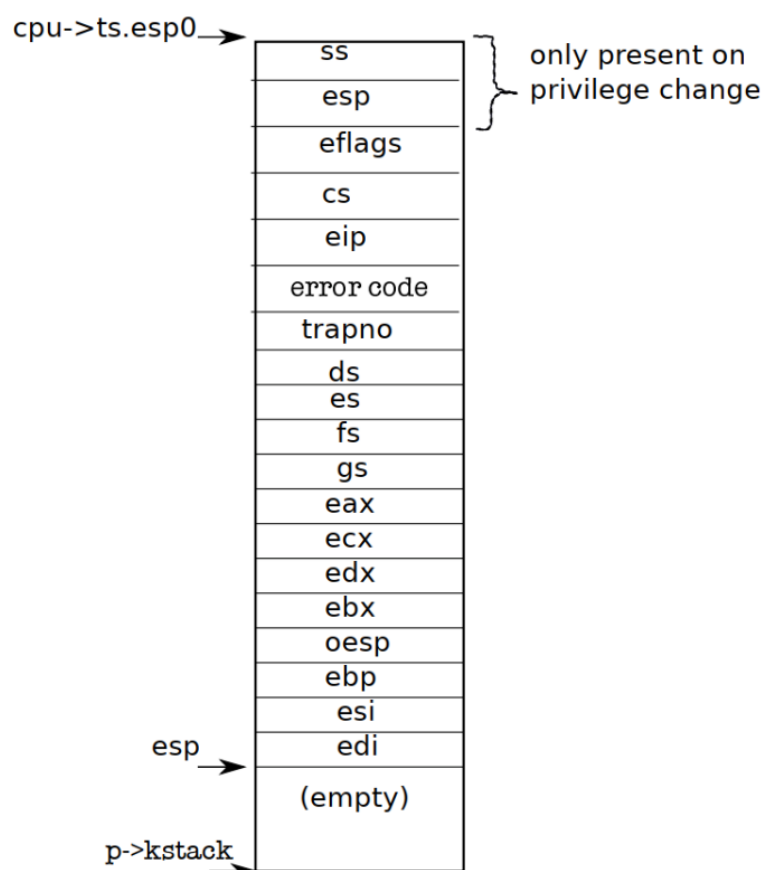 cpu->ts.esp0
ss
only present on
privilege change
esp
eflags
cs
eip
error code
trapno
ds
es
fs
gs
eax
ecx
edx
ebx
oesp
ebp
esi
esp
edi
(empty)
p->kstack